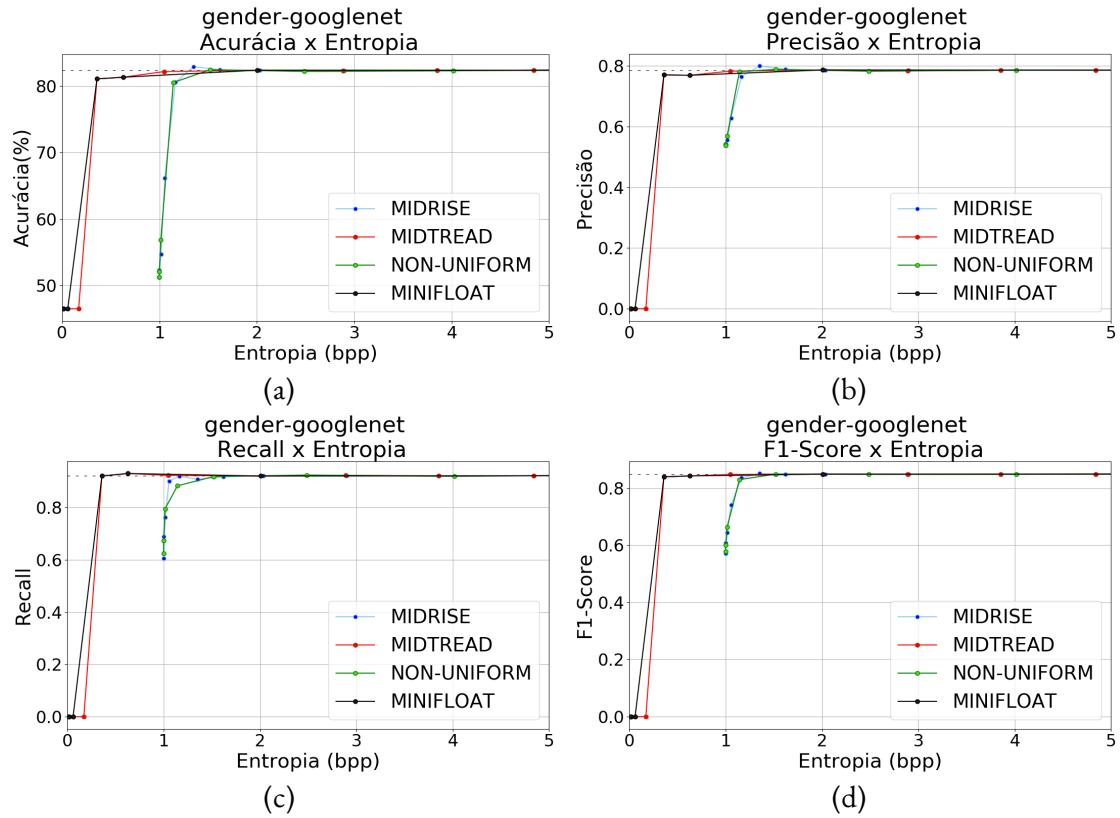 gender-googlenet
Acurácia x Entropia
80
70
60
50
Acurácia(%)
MIDRISE
MIDTREAD
NON-UNIFORM
MINIFLOAT
0 1 2 3 4 5
Entropia (bpp)
(a)
gender-googlenet
Precisão x Entropia
0.8
0.6
0.4
0.2
0.0
Precisão
MIDRISE
MIDTREAD
NON-UNIFORM
MINIFLOAT
0 1 2 3 4 5
Entropia (bpp)
(b)
gender-googlenet
Recall x Entropia
0.8
0.6
0.4
0.2
0.0
Recall
MIDRISE
MIDTREAD
NON-UNIFORM
MINIFLOAT
0 1 2 3 4 5
Entropia (bpp)
(c)
gender-googlenet
F1-Score x Entropia
0.8
0.6
0.4
0.2
0.0
F1-Score
MIDRISE
MIDTREAD
NON-UNIFORM
MINIFLOAT
0 1 2 3 4 5
Entropia (bpp)
(d)